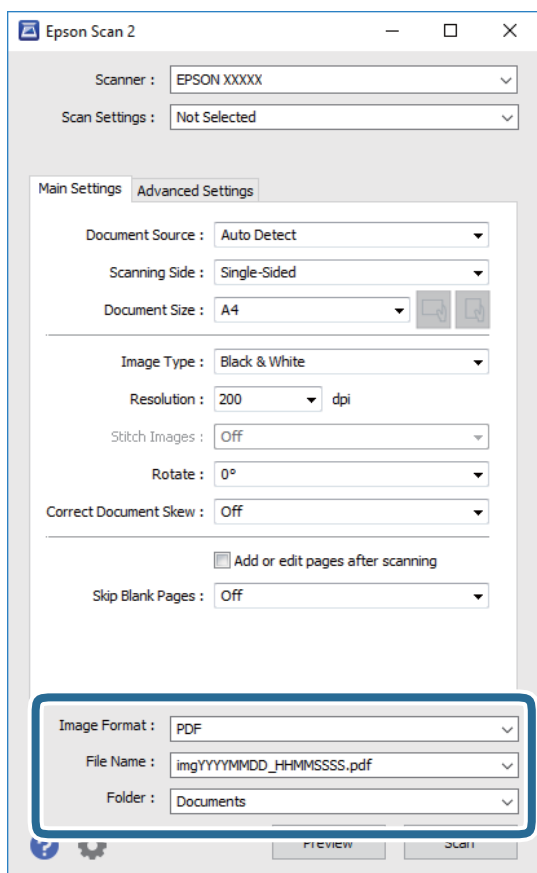 Epson Scan 2
Scanner : EPSON XXXXX
Scan Settings : Not Selected
Main Settings Advanced Settings
Document Source : Auto Detect
Scanning Side : Single-Sided
Document Size : A4
Image Type : Black & White
Resolution : 200 dpi
Stitch Images : Off
Rotate : 0°
Correct Document Skew : Off
Add or edit pages after scanning
Skip Blank Pages : Off
Image Format : PDF
File Name : imgYYYYMMDD_HHMMSSSS.pdf
Folder : Documents
? Preview Scan